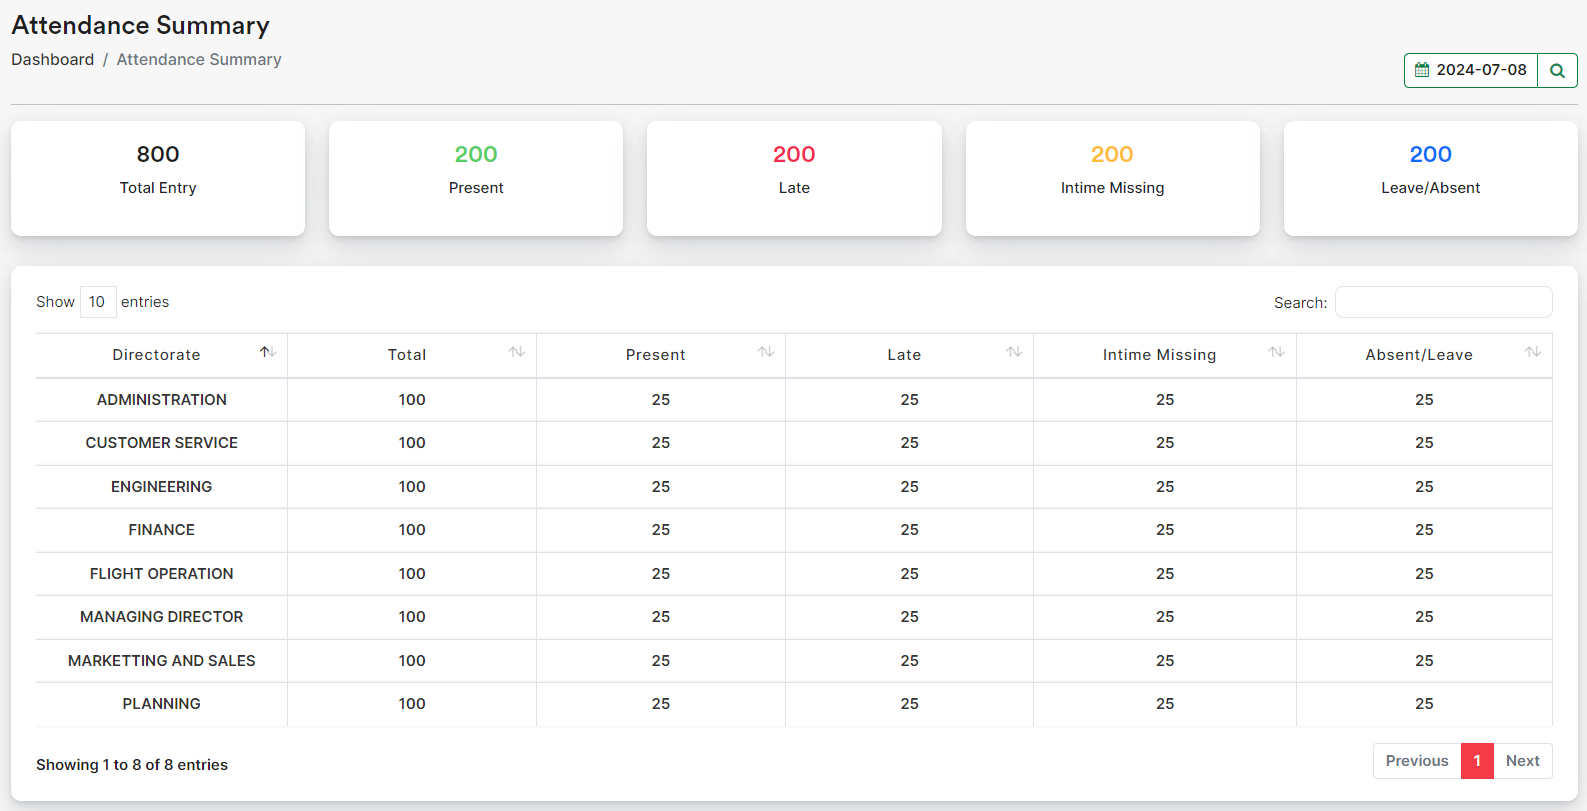 Attendance Summary
Dashboard / Attendance Summary
2024-07-08
800 200 200 200 200
Total Entry Present Late Intime Missing Leave/Absent
Show 10 entries Search:
Directorate Total Present Late Intime Missing Absent/Leave
ADMINISTRATION 100 25 25 25 25
CUSTOMER SERVICE 100 25 25 25 25
ENGINEERING 100 25 25 25 25
FINANCE 100 25 25 25 25
FLIGHT OPERATION 100 25 25 25 25
MANAGING DIRECTOR 100 25 25 25 25
MARKETTING AND SALES 100 25 25 25 25
PLANNING 100 25 25 25 25
Showing 1 to 8 of 8 entries Previous 1 Next